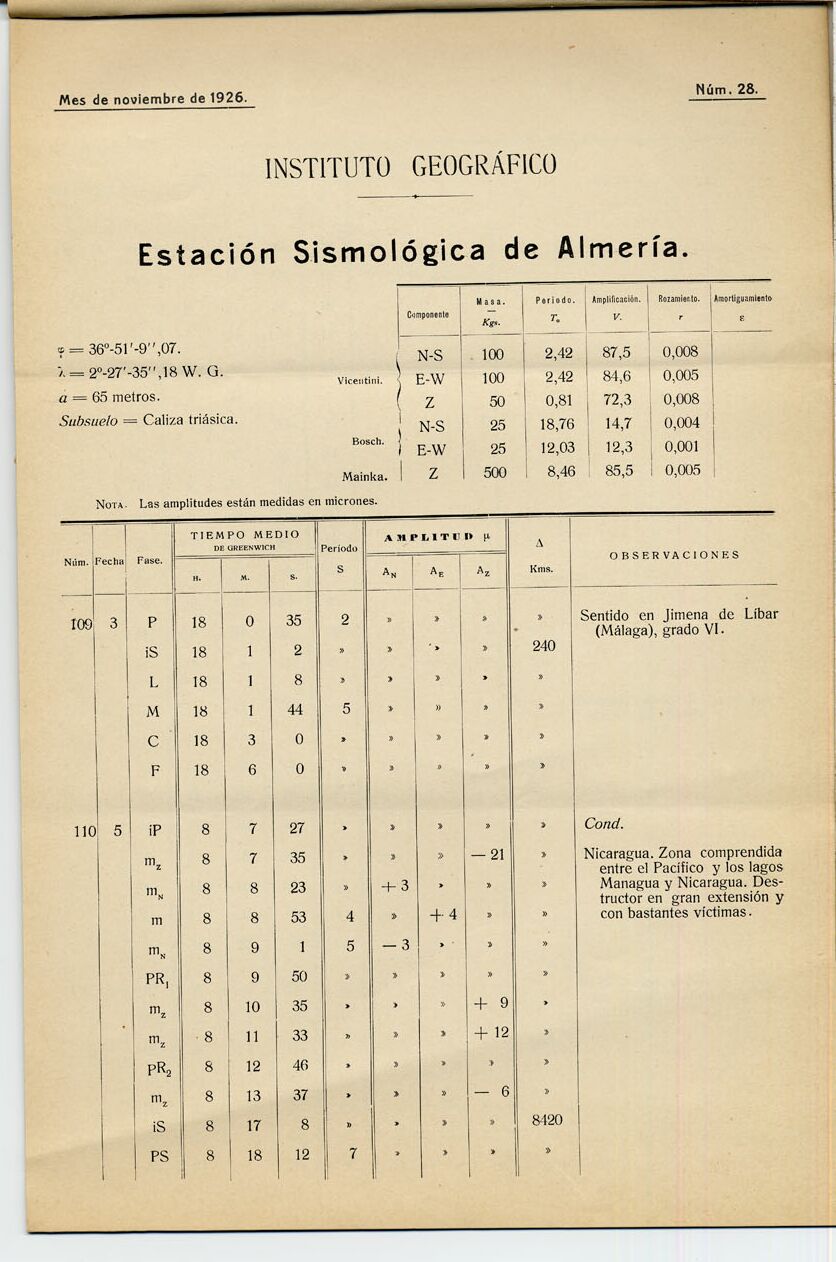 Mes de noviembre de 1926.
Núm. 28.
INSTITUTO GEOGRÁFICO
Estación Sismológica de Almería.
φ = 36º-51'-9'',07.
λ = 2º-27'-35'',18 W. G.
a = 65 metros.
Subsuelo = Caliza triásica.
Componente Masa. Kgs. Periodo. T₀ Amplificación. V. Rozamiento. r Amortiguamiento ε
Vicentini. N-S 100 2,42 87,5 0,008
E-W 100 2,42 84,6 0,005
Z 50 0,81 72,3 0,008
Bosch. N-S 25 18,76 14,7 0,004
E-W 25 12,03 12,3 0,001
Mainka. Z 500 8,46 85,5 0,005
NOTA. Las amplitudes están medidas en micrones.
Núm. Fecha Fase. TIEMPO MEDIO DE GREENWICH H. M. S. Período S AMPLITUD μ A_N A_E A_Z Δ Kms. OBSERVACIONES
109 3 P 18 0 35 2 » » » » Sentido en Jimena de Líbar
(Málaga), grado VI.
iS 18 1 2 » » » » 240
L 18 1 8 » » » » »
M 18 1 44 5 » » » »
C 18 3 0 » » » » »
F 18 6 0 » » » » »
110 5 iP 8 7 27 » » » » » Cond.
m_z 8 7 35 » » » — 21 » Nicaragua. Zona comprendida
entre el Pacífico y los lagos
m_N 8 8 23 » + 3 » » » Managua y Nicaragua. Des-
tructor en gran extensión y
m 8 8 53 4 » + 4 » » con bastantes víctimas.
m_N 8 9 1 5 — 3 » » »
PR₁ 8 9 50 » » » » »
m_z 8 10 35 » » » + 9 »
m_z 8 11 33 » » » + 12 »
PR₂ 8 12 46 » » » » »
m_z 8 13 37 » » » — 6 »
iS 8 17 8 » » » » 8420
PS 8 18 12 7 » » » »